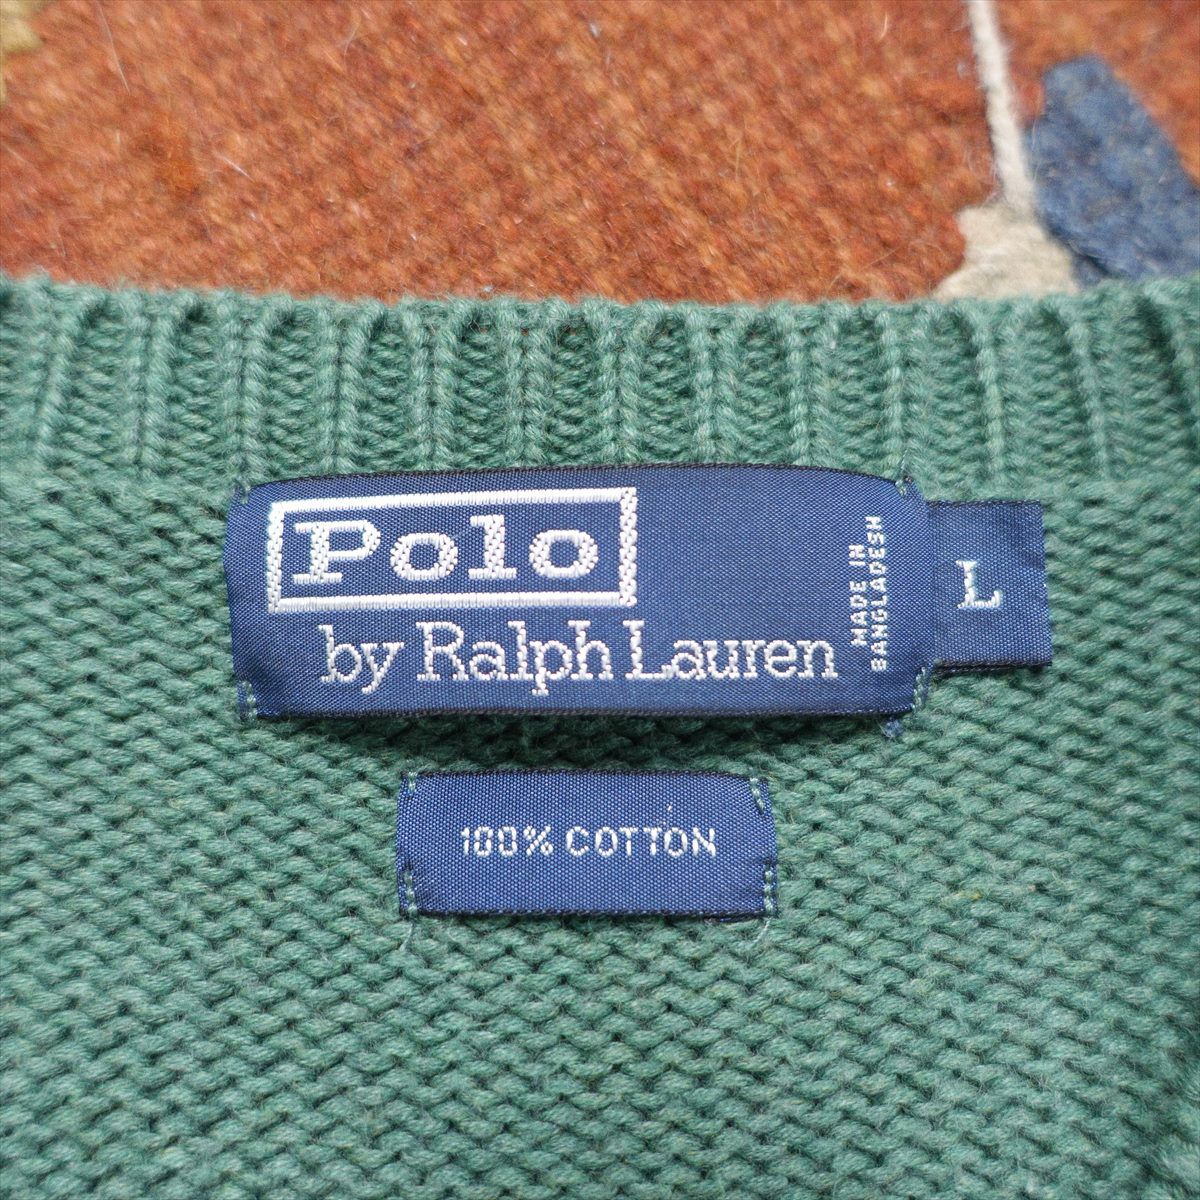 Polo
by Ralph Lauren
MADE IN
BANGLADESH
L
100% COTTON